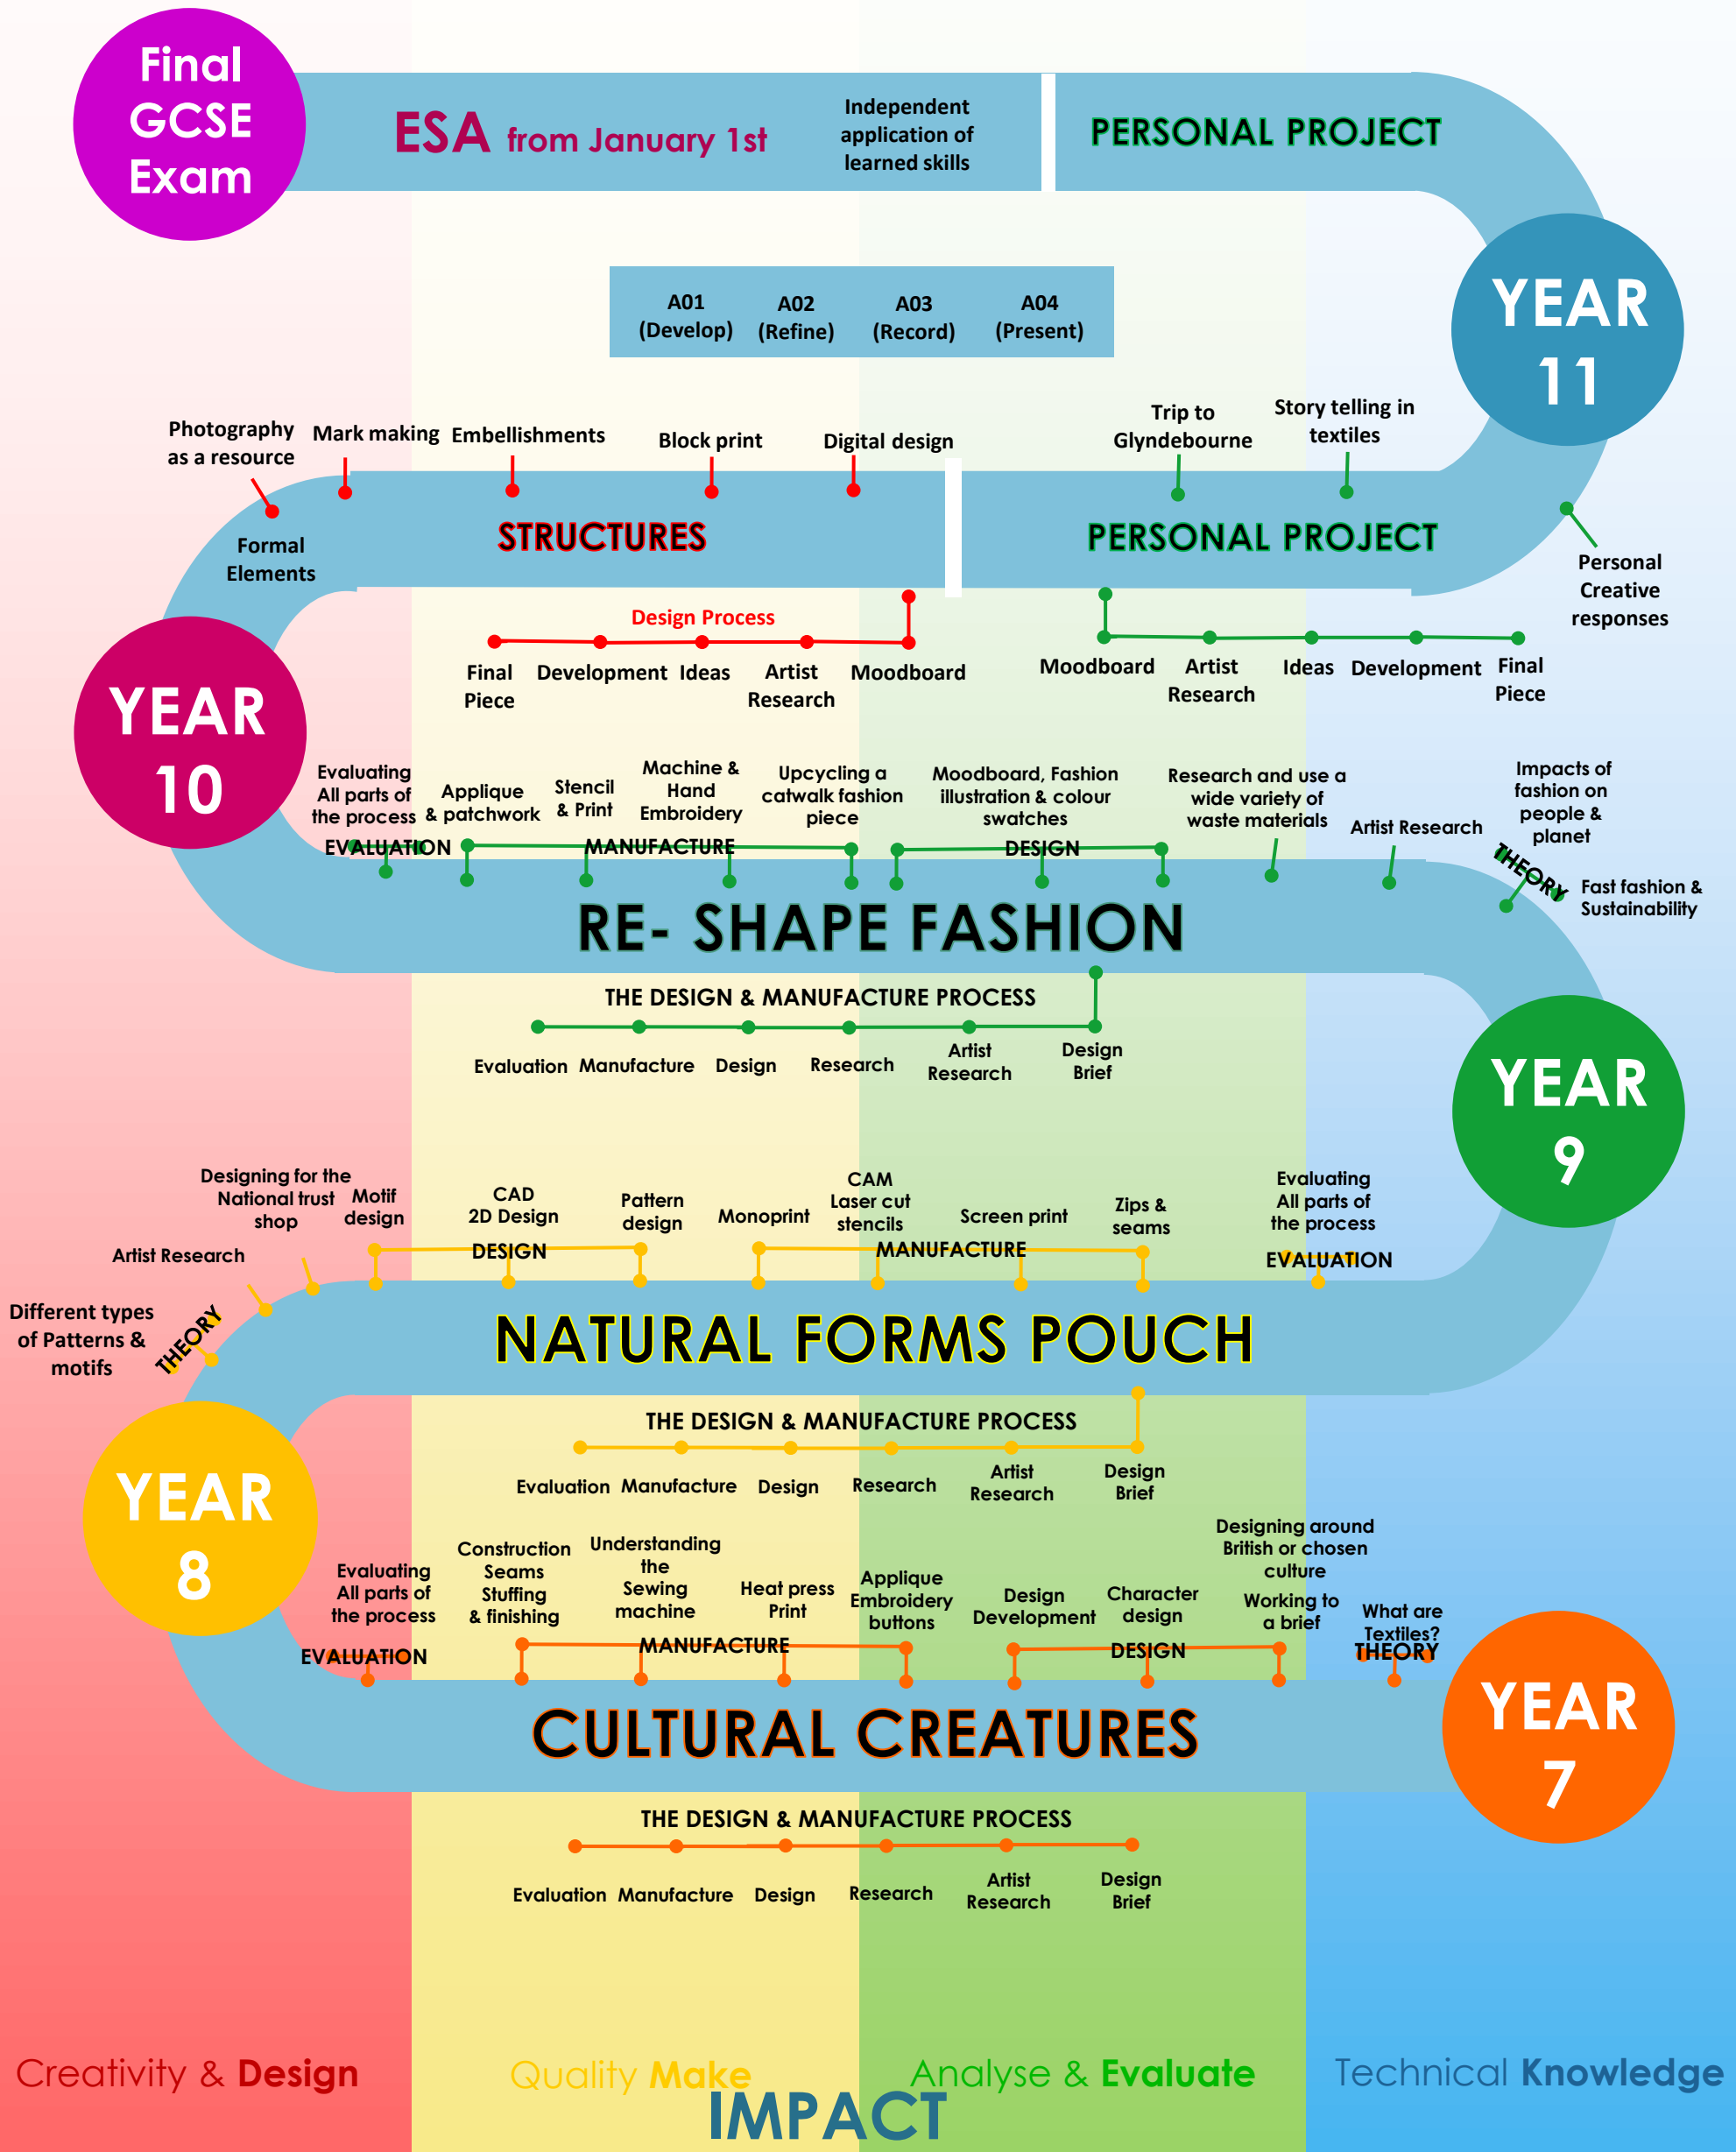 Final
GCSE
Exam
ESA from January 1st
Independent
application of
learned skills
PERSONAL PROJECT
YEAR
11
A01
(Develop)
A02
(Refine)
A03
(Record)
A04
(Present)
Photography
as a resource
Mark making
Embellishments
Block print
Digital design
Trip to
Glyndebourne
Story telling in
textiles
Formal
Elements
STRUCTURES
PERSONAL PROJECT
Personal
Creative
responses
Design Process
Final
Piece
Development
Ideas
Artist
Research
Moodboard
Moodboard
Artist
Research
Ideas
Development
Final
Piece
YEAR
10
Evaluating
All parts of
the process
EVALUATION
Applique
& patchwork
Stencil
& Print
Machine &
Hand
Embroidery
Upcycling a
catwalk fashion
piece
MANUFACTURE
Moodboard, Fashion
illustration & colour
swatches
DESIGN
Research and use a
wide variety of
waste materials
Artist Research
Impacts of
fashion on
people &
planet
THEORY
Fast fashion &
Sustainability
RE- SHAPE FASHION
THE DESIGN & MANUFACTURE PROCESS
Evaluation
Manufacture
Design
Research
Artist
Research
Design
Brief
YEAR
9
Designing for the
National trust
shop
Motif
design
CAD
2D Design
Pattern
design
DESIGN
Monoprint
CAM
Laser cut
stencils
Screen print
Zips &
seams
MANUFACTURE
Evaluating
All parts of
the process
EVALUATION
Artist Research
Different types
of Patterns &
motifs
THEORY
NATURAL FORMS POUCH
THE DESIGN & MANUFACTURE PROCESS
Evaluation
Manufacture
Design
Research
Artist
Research
Design
Brief
YEAR
8
Evaluating
All parts of
the process
EVALUATION
Construction
Seams
Stuffing
& finishing
Understanding
the
Sewing
machine
Heat press
Print
Applique
Embroidery
buttons
MANUFACTURE
Design
Development
Character
design
Designing around
British or chosen
culture
Working to
a brief
DESIGN
What are
Textiles?
THEORY
CULTURAL CREATURES
YEAR
7
THE DESIGN & MANUFACTURE PROCESS
Evaluation
Manufacture
Design
Research
Artist
Research
Design
Brief
Creativity & Design
Quality Make
Analyse & Evaluate
Technical Knowledge
IMPACT